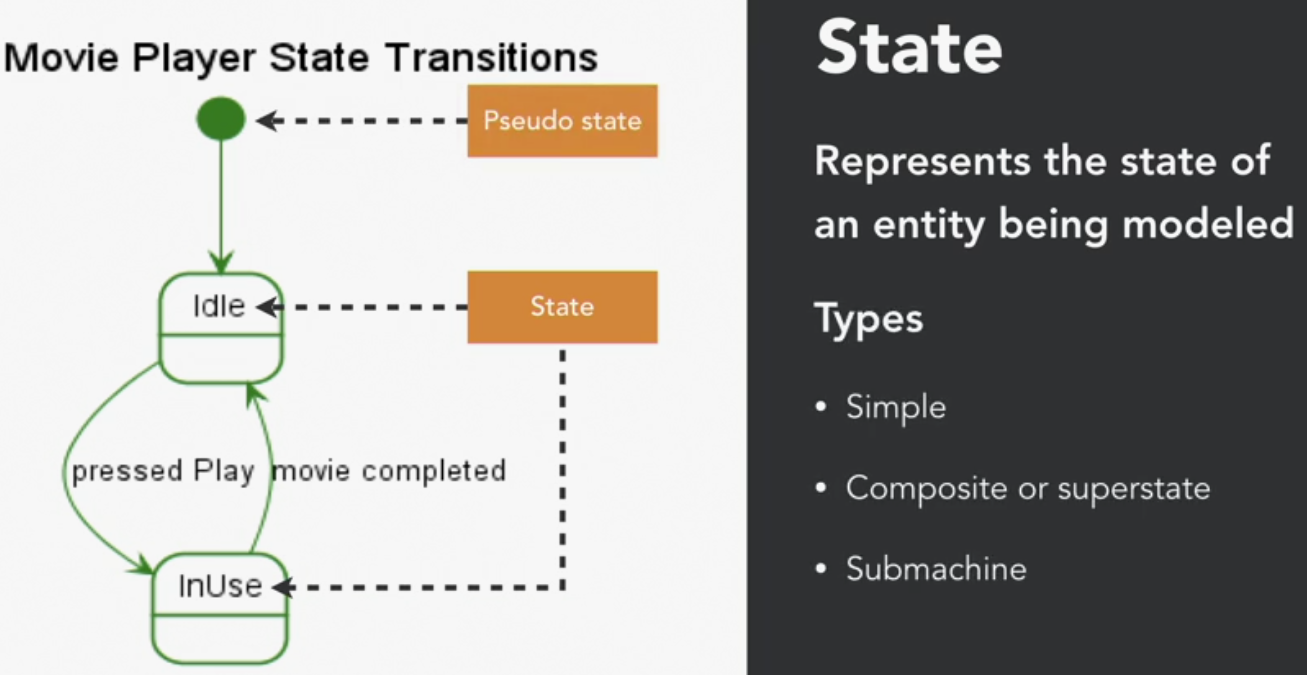 Movie Player State Transitions
Pseudo state
Idle
State
pressed Play
movie completed
InUse
State
Represents the state of
an entity being modeled
Types
• Simple
• Composite or superstate
• Submachine